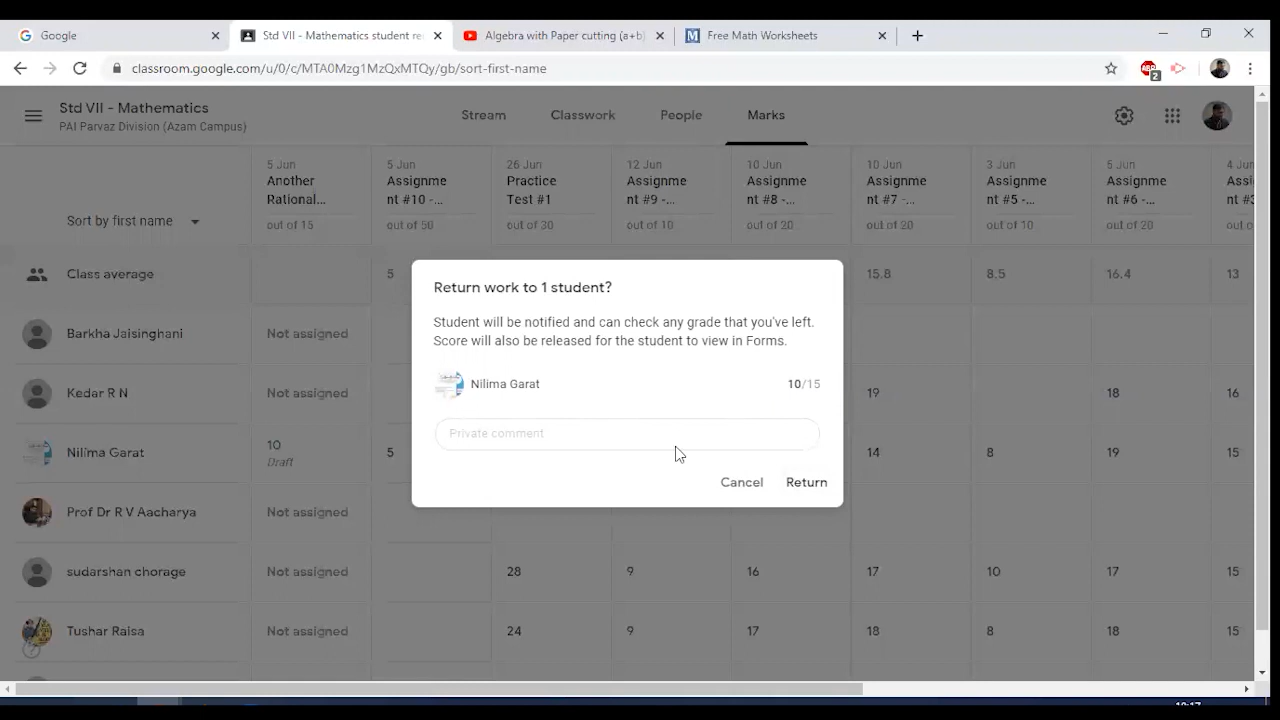 Google
Std VII - Mathematics student re
Algebra with Paper cutting (a+b)
Free Math Worksheets
classroom.google.com/u/0/c/MTA0Mzg1MzQxMTQy/gb/sort-first-name
2
Std VII - Mathematics
PAI Parvaz Division (Azam Campus)
Stream
Classwork
People
Marks
Sort by first name
5 Jun
Another
Rational...
out of 15
5 Jun
Assignme
nt #10 -...
out of 50
26 Jun
Practice
Test #1
out of 30
12 Jun
Assignme
nt #9 -...
out of 10
10 Jun
Assignme
nt #8 -...
out of 20
10 Jun
Assignme
nt #7 -...
out of 20
3 Jun
Assignme
nt #5 -...
out of 10
5 Jun
Assignme
nt #6 -...
out of 20
4 Jun
Class average
5
15.8
8.5
16.4
13
Barkha Jaisinghani
Not assigned
Kedar R N
Not assigned
19
18
16
Nilima Garat
10
Draft
5
14
8
19
15
Prof Dr R V Aacharya
Not assigned
sudarshan chorage
Not assigned
28
9
16
17
10
17
15
Tushar Raisa
Not assigned
24
9
17
18
8
18
15
Return work to 1 student?
Student will be notified and can check any grade that you've left.
Score will also be released for the student to view in Forms.
Nilima Garat
10/15
Private comment
Cancel
Return